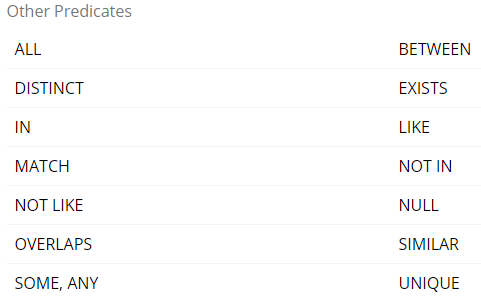 Other Predicates
ALL BETWEEN
DISTINCT EXISTS
IN LIKE
MATCH NOT IN
NOT LIKE NULL
OVERLAPS SIMILAR
SOME, ANY UNIQUE